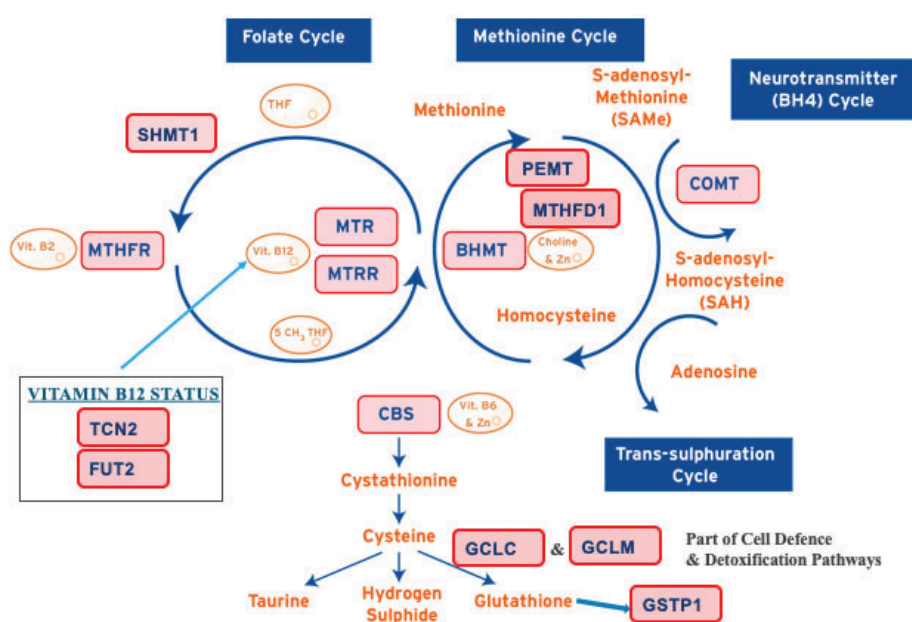 Folate Cycle
Methionine Cycle
Neurotransmitter
(BH4) Cycle
S-adenosyl-
Methionine
(SAMe)
THF
Methionine
SHMT1
PEMT
COMT
MTHFD1
MTR
Vit. B2
MTHFR
Vit. B12
BHMT
Choline
& Zn
MTRR
S-adenosyl-
Homocysteine
(SAH)
Homocysteine
5 CH3 THF
Adenosine
VITAMIN B12 STATUS
TCN2
FUT2
CBS
Vit. B6
& Zn
Trans-sulphuration
Cycle
Cystathionine
Cysteine
GCLC
&
GCLM
Part of Cell Defence
& Detoxification Pathways
Taurine
Hydrogen
Sulphide
Glutathione
GSTP1